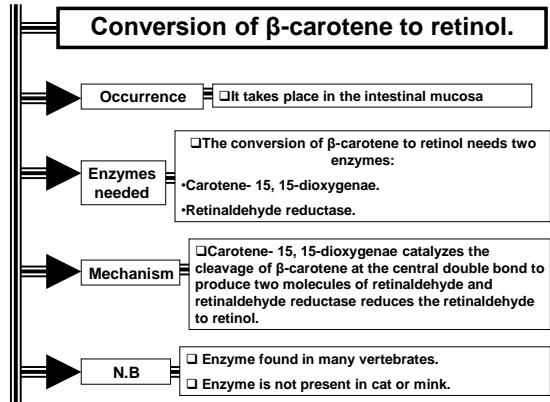 Conversion of β-carotene to retinol.
Occurrence
❑It takes place in the intestinal mucosa
Enzymes
needed
❑The conversion of β-carotene to retinol needs two
enzymes:
•Carotene- 15, 15-dioxygenae.
•Retinaldehyde reductase.
Mechanism
❑Carotene- 15, 15-dioxygenae catalyzes the
cleavage of β-carotene at the central double bond to
produce two molecules of retinaldehyde and
retinaldehyde reductase reduces the retinaldehyde
to retinol.
N.B
❑ Enzyme found in many vertebrates.
❑ Enzyme is not present in cat or mink.